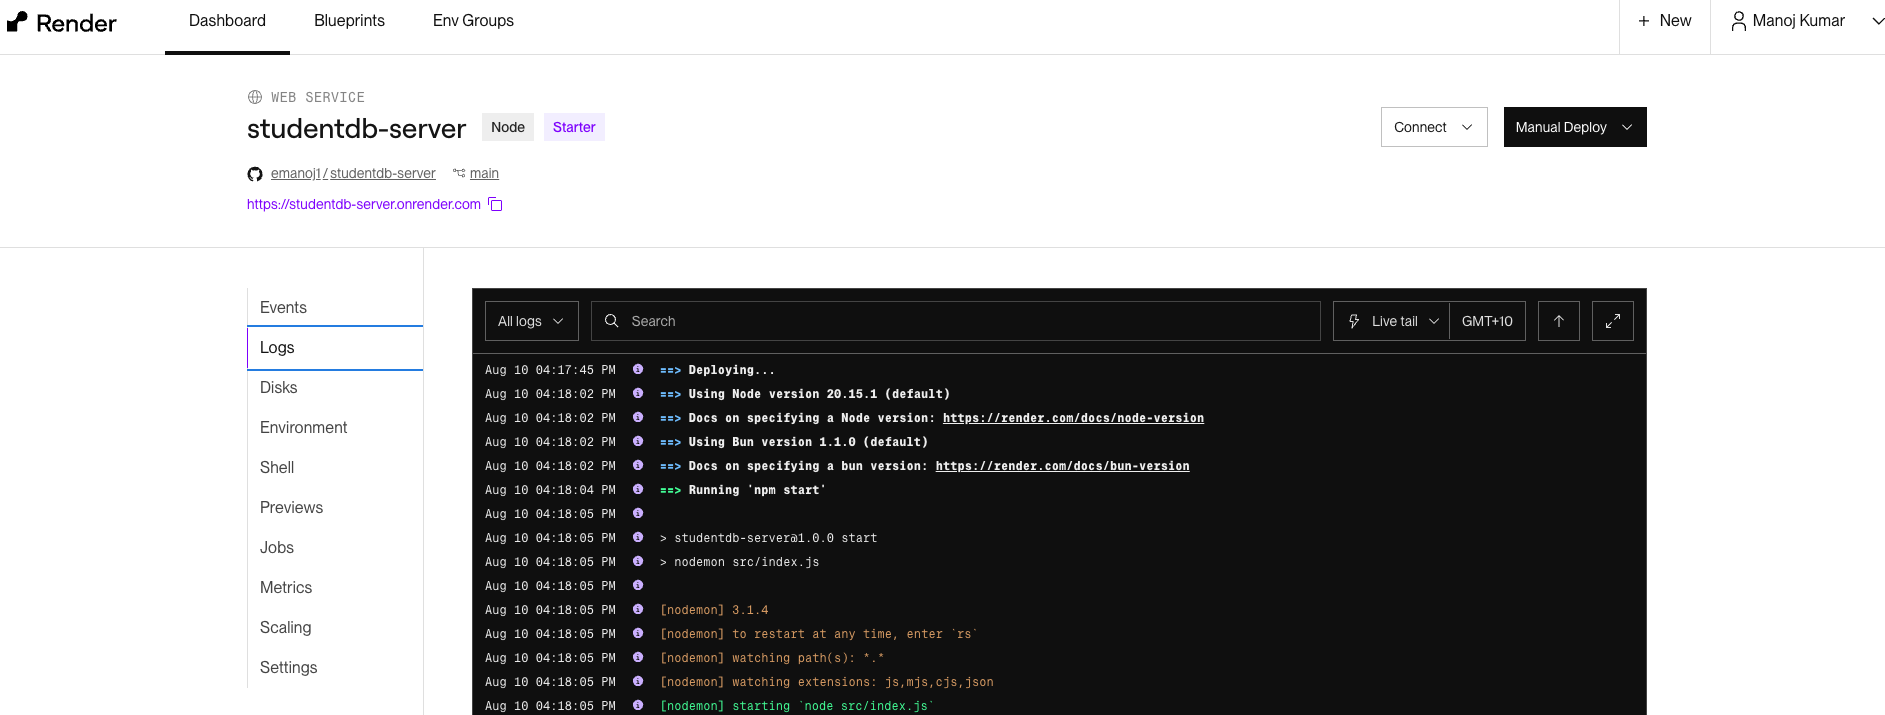 Render
Dashboard
Blueprints
Env Groups
+ New
Manoj Kumar
WEB SERVICE
studentdb-server
Node
Starter
Connect
Manual Deploy
emanoj1/studentdb-server
main
https://studentdb-server.onrender.com
Events
Logs
Disks
Environment
Shell
Previews
Jobs
Metrics
Scaling
Settings
All logs
Search
Live tail
GMT+10
Aug 10 04:17:45 PM ==> Deploying...
Aug 10 04:18:02 PM ==> Using Node version 20.15.1 (default)
Aug 10 04:18:02 PM ==> Docs on specifying a Node version: https://render.com/docs/node-version
Aug 10 04:18:02 PM ==> Using Bun version 1.1.0 (default)
Aug 10 04:18:02 PM ==> Docs on specifying a bun version: https://render.com/docs/bun-version
Aug 10 04:18:04 PM ==> Running 'npm start'
Aug 10 04:18:05 PM
Aug 10 04:18:05 PM > studentdb-server@1.0.0 start
Aug 10 04:18:05 PM > nodemon src/index.js
Aug 10 04:18:05 PM
Aug 10 04:18:05 PM [nodemon] 3.1.4
Aug 10 04:18:05 PM [nodemon] to restart at any time, enter `rs`
Aug 10 04:18:05 PM [nodemon] watching path(s): *.*
Aug 10 04:18:05 PM [nodemon] watching extensions: js,mjs,cjs,json
Aug 10 04:18:05 PM [nodemon] starting `node src/index.js`